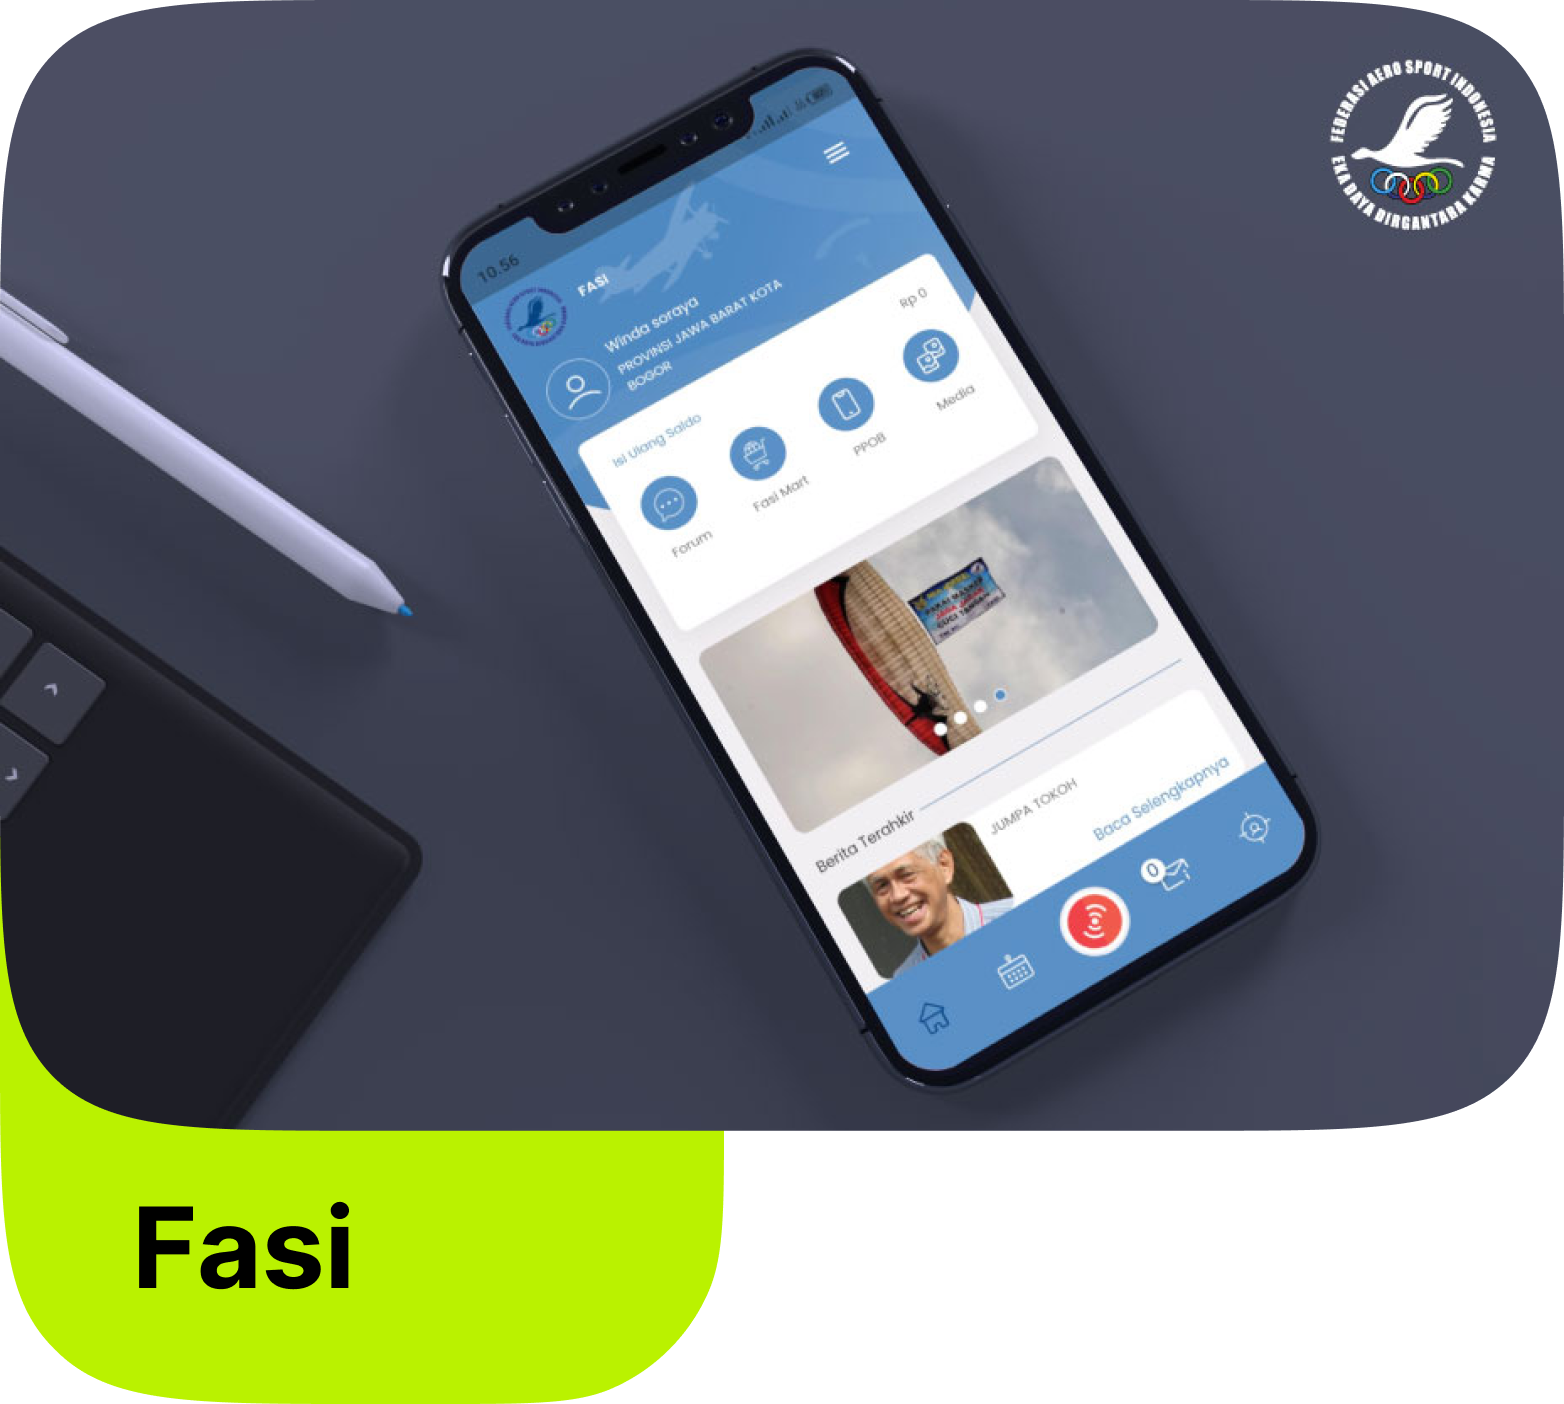 FEDERASI AERO SPORT INDONESIA
EKA DAYA DIRGANTARA KARMA
10.56
FASI
Winda soraya
PROVINSI JAWA BARAT KOTA
BOGOR
Isi Ulang Saldo
Rp 0
Forum
Fasi Mart
PPOB
Media
Berita Terahkir
JUMPA TOKOH
Baca Selengkapnya
0
Fasi